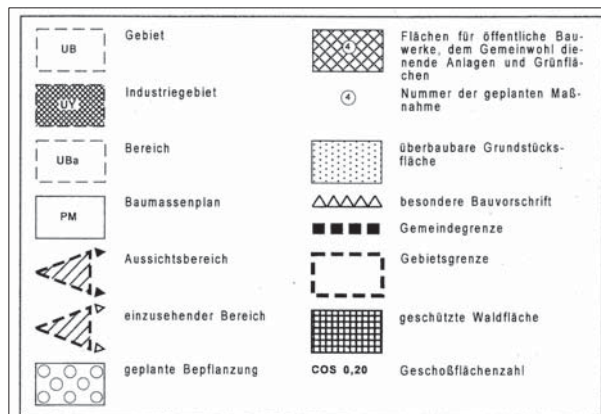 UB
Gebiet
UY
Industriegebiet
UBa
Bereich
PM
Baumassenplan
Aussichtsbereich
einzusehender Bereich
geplante Bepflanzung
4
Flächen für öffentliche Bau-
werke, dem Gemeinwohl die-
nende Anlagen und Grünflä-
chen
4
Nummer der geplanten Maß-
nahme
überbaubare Grundstücks-
fläche
besondere Bauvorschrift
Gemeindegrenze
Gebietsgrenze
geschützte Waldfläche
COS 0,20
Geschoßflächenzahl